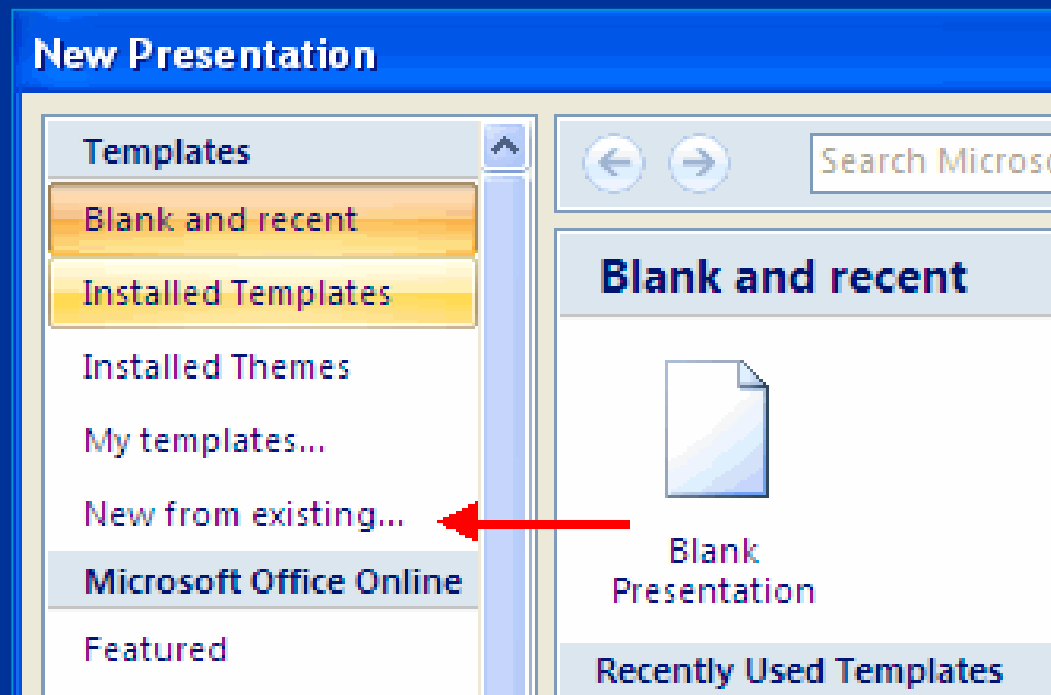 New Presentation
Templates
Blank and recent
Installed Templates
Installed Themes
My templates...
New from existing...
Microsoft Office Online
Featured
Search
Blank and recent
Blank
Presentation
Recently Used Templates